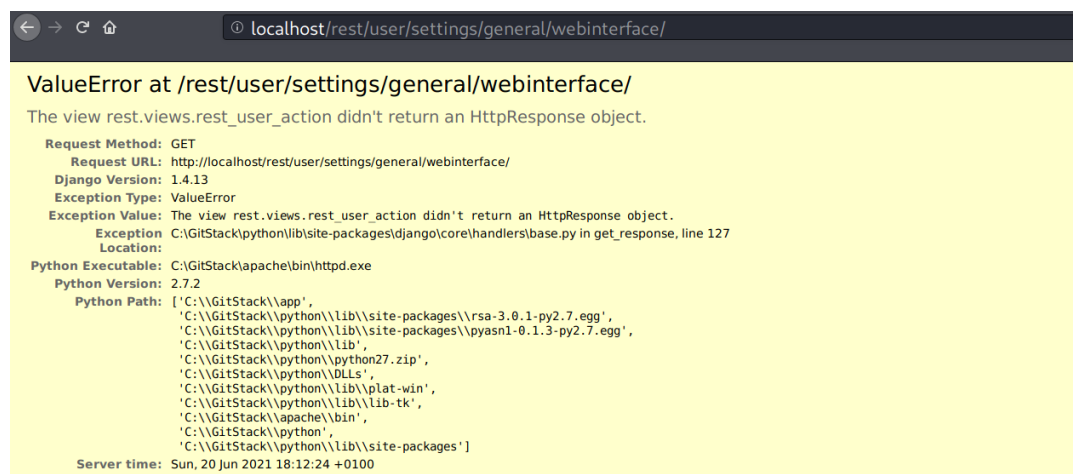 localhost/rest/user/settings/general/webinterface/
ValueError at /rest/user/settings/general/webinterface/
The view rest.views.rest_user_action didn't return an HttpResponse object.
Request Method: GET
Request URL: http://localhost/rest/user/settings/general/webinterface/
Django Version: 1.4.13
Exception Type: ValueError
Exception Value: The view rest.views.rest_user_action didn't return an HttpResponse object.
Exception Location: C:\GitStack\python\lib\site-packages\django\core\handlers\base.py in get_response, line 127
Python Executable: C:\GitStack\apache\bin\httpd.exe
Python Version: 2.7.2
Python Path: ['C:\\GitStack\\app',
'C:\\GitStack\\python\\lib\\site-packages\\rsa-3.0.1-py2.7.egg',
'C:\\GitStack\\python\\lib\\site-packages\\pyasn1-0.1.3-py2.7.egg',
'C:\\GitStack\\python\\lib',
'C:\\GitStack\\python\\python27.zip',
'C:\\GitStack\\python\\DLLs',
'C:\\GitStack\\python\\lib\\plat-win',
'C:\\GitStack\\python\\lib\\lib-tk',
'C:\\GitStack\\apache\\bin',
'C:\\GitStack\\python',
'C:\\GitStack\\python\\lib\\site-packages']
Server time: Sun, 20 Jun 2021 18:12:24 +0100